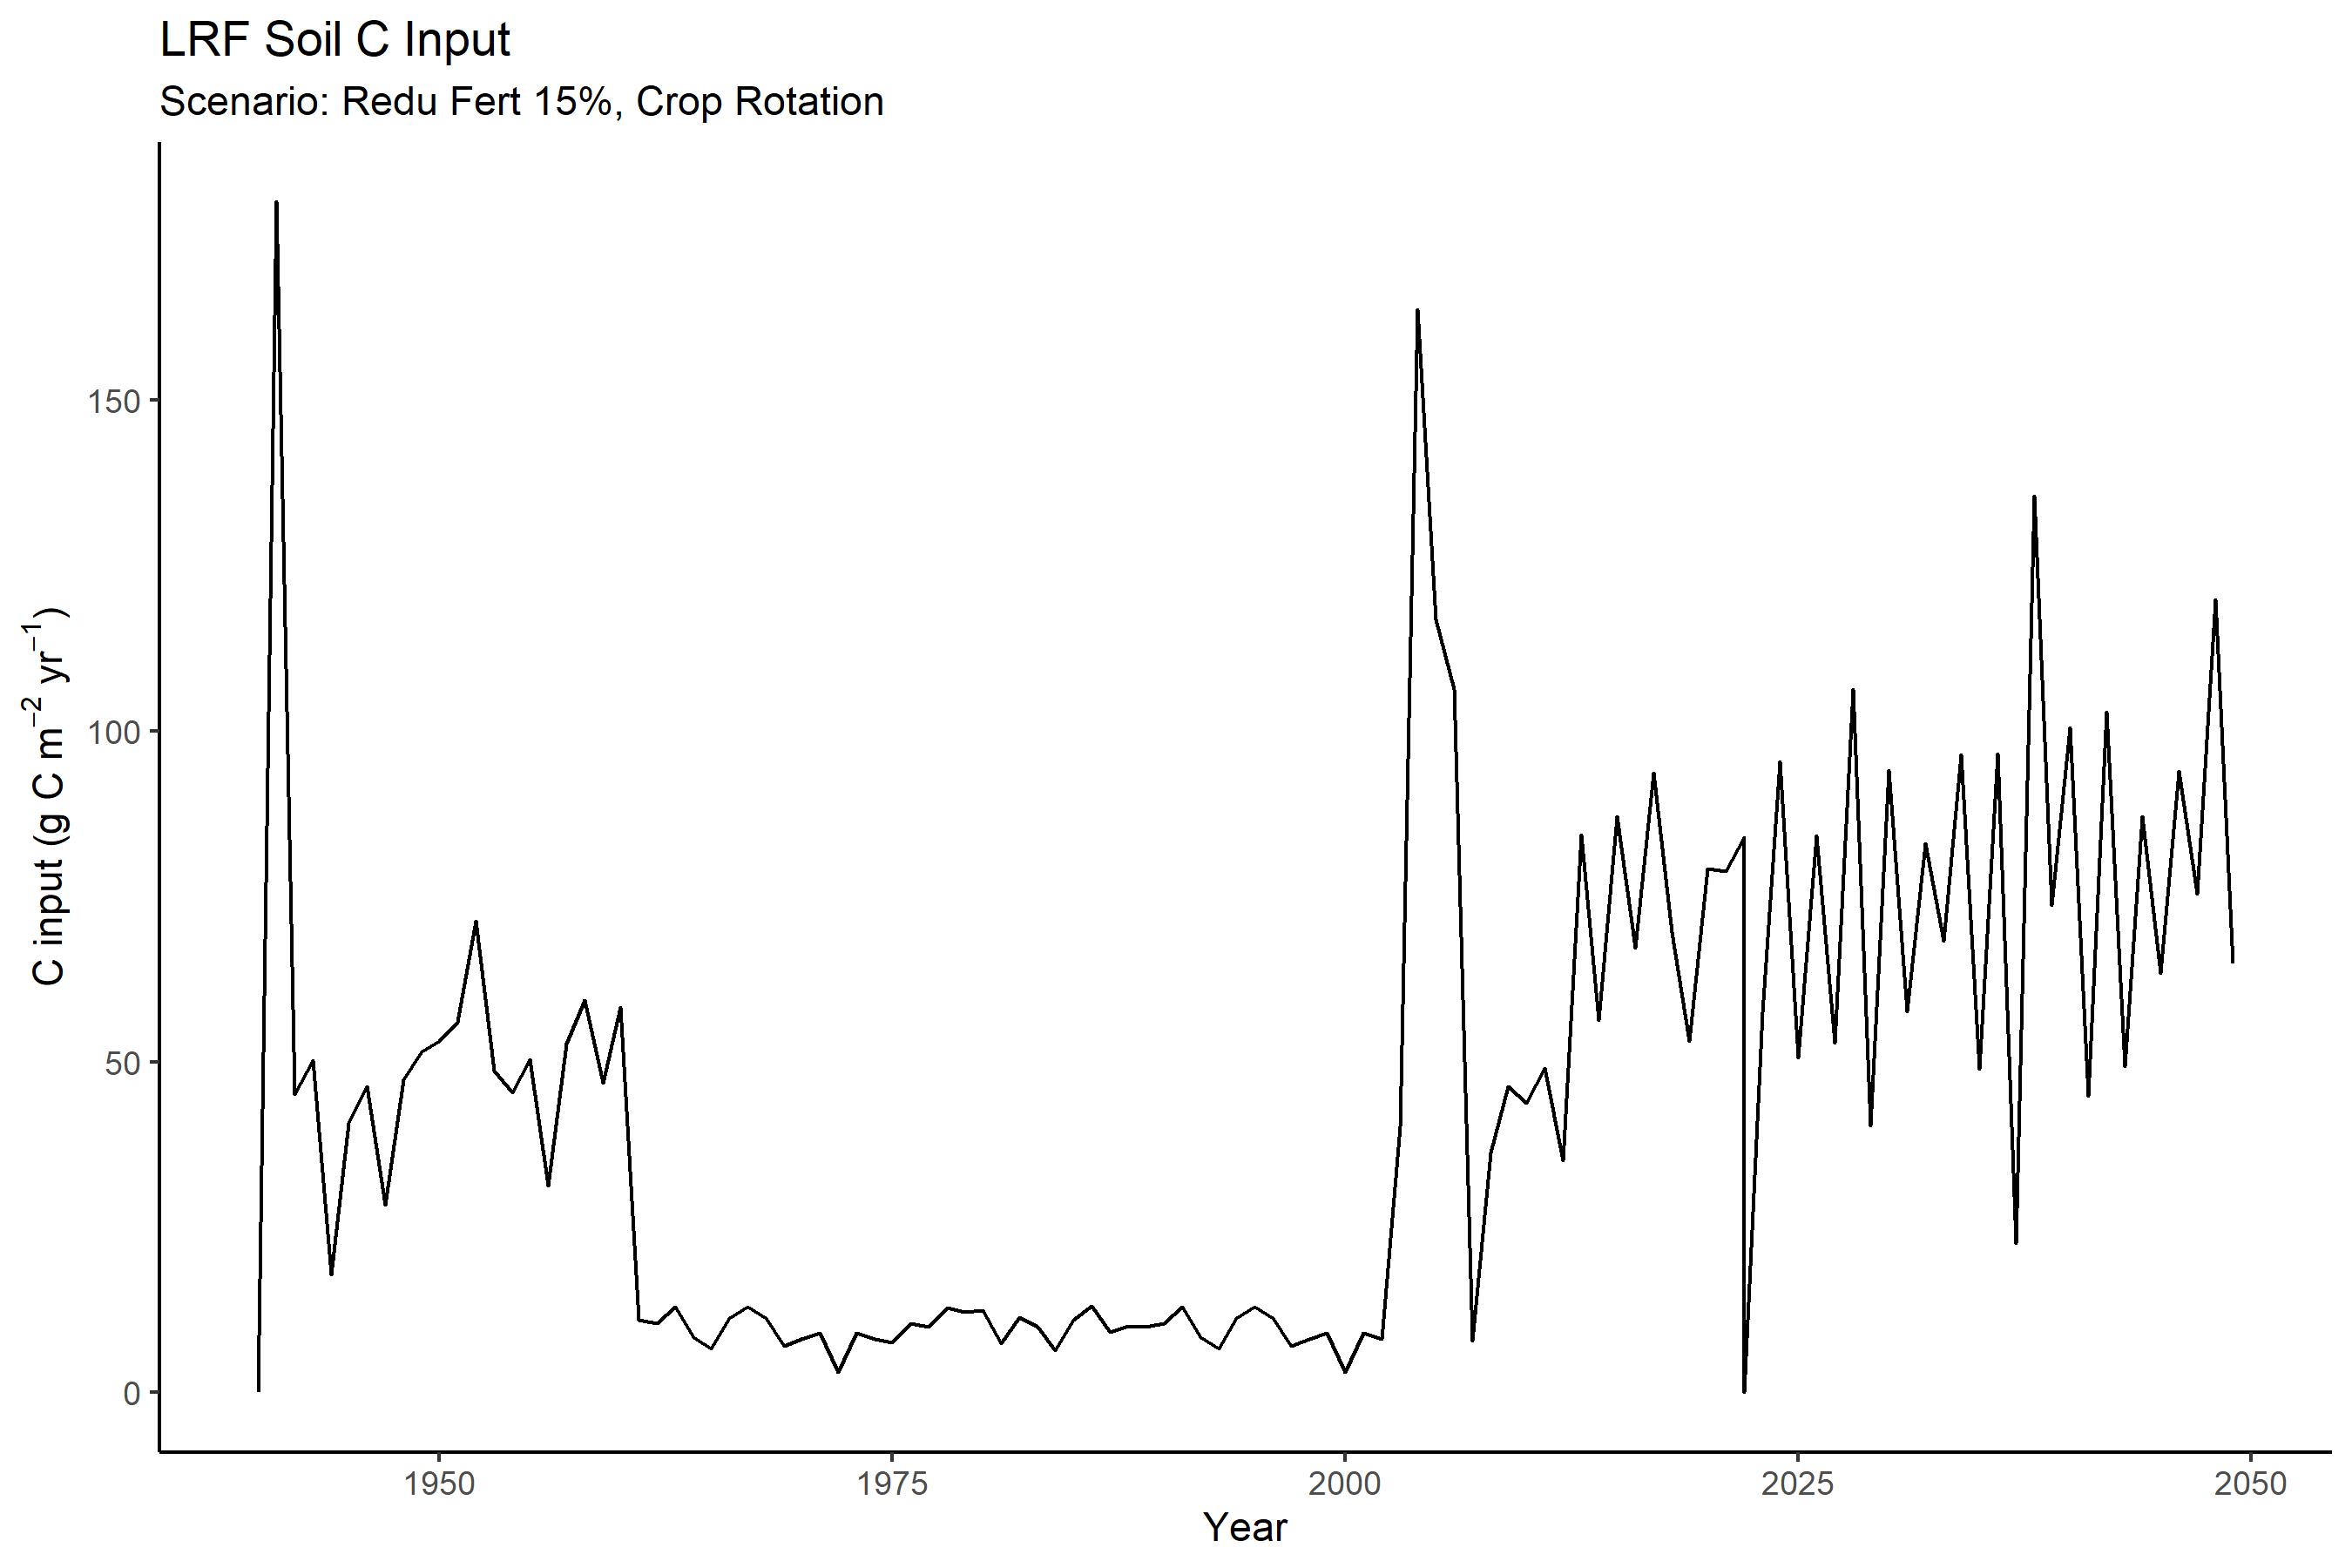 LRF Soil C Input
Scenario: Redu Fert 15%, Crop Rotation
C input (g C m⁻² yr⁻¹)
150
100
50
0
1950 1975 2000 2025 2050
Year